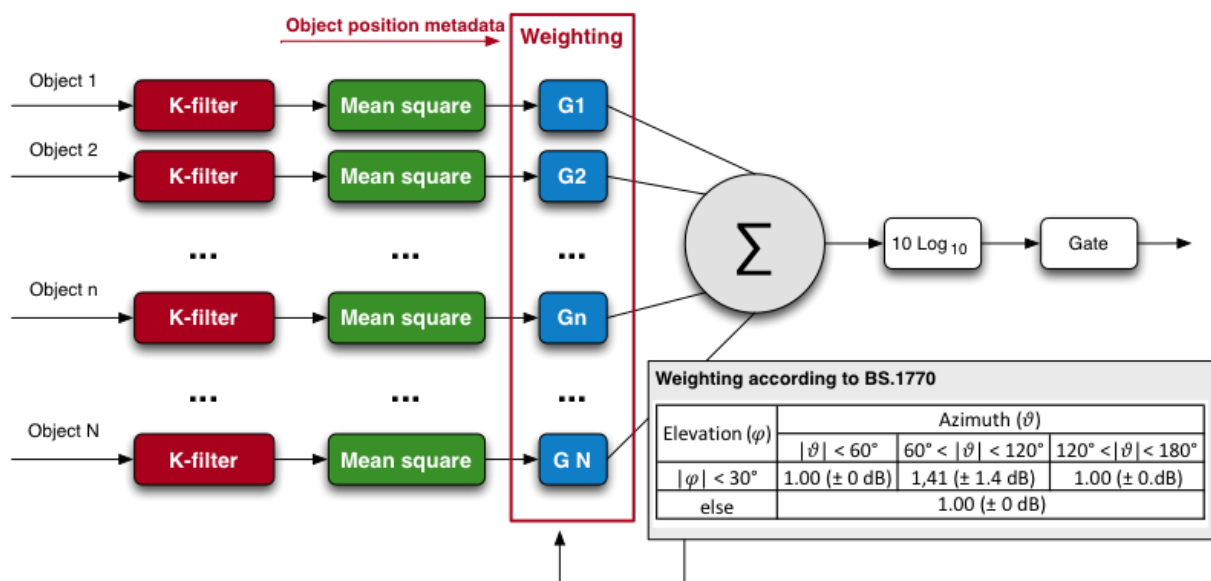 Object position metadata
Weighting
Object 1
K-filter Mean square G1
Object 2
K-filter Mean square G2
∑
10 Log 10
Gate
... ... ...
Object n
K-filter Mean square Gn
... ... ...
Object N
K-filter Mean square G N
Weighting according to BS.1770
Elevation (φ) Azimuth (ϑ)
|ϑ| < 60° 60° < |ϑ| < 120° 120° <|ϑ|< 180°
|φ| < 30° 1.00 (± 0 dB) 1,41 (± 1.4 dB) 1.00 (± 0.dB)
else 1.00 (± 0 dB)